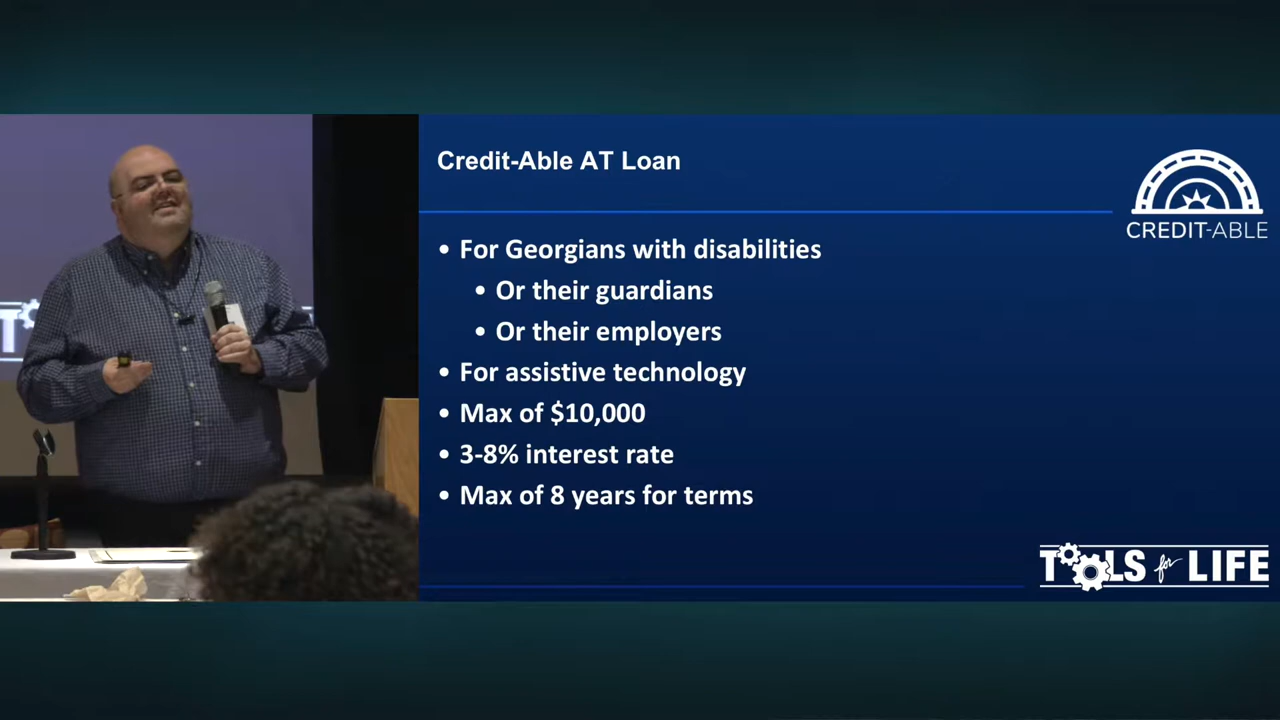 Credit-Able AT Loan
CREDIT-ABLE
• For Georgians with disabilities
• Or their guardians
• Or their employers
• For assistive technology
• Max of $10,000
• 3-8% interest rate
• Max of 8 years for terms
TOOLS for LIFE